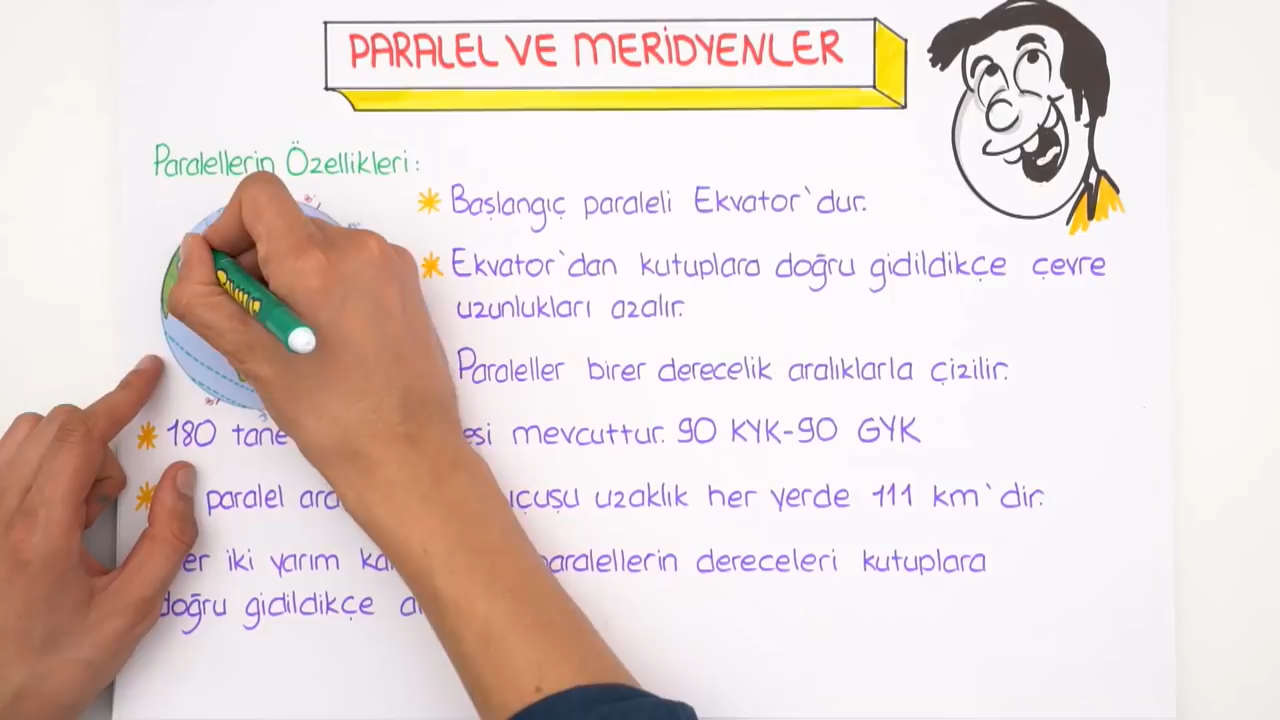 PARALEL VE MERİDYENLER
Paralellerin Özellikleri:
Başlangıç paraleli Ekvator'dur.
Ekvator'dan kutuplara doğru gidildikçe çevre
uzunlukları azalır.
Paraleller birer derecelik aralıklarla çizilir.
180 tane mevcuttur. 90 KYK-90 GYK
paralel uzaklık her yerde 111 km'dir.
iki yarım paralellerin dereceleri kutuplara
doğru gidildikçe